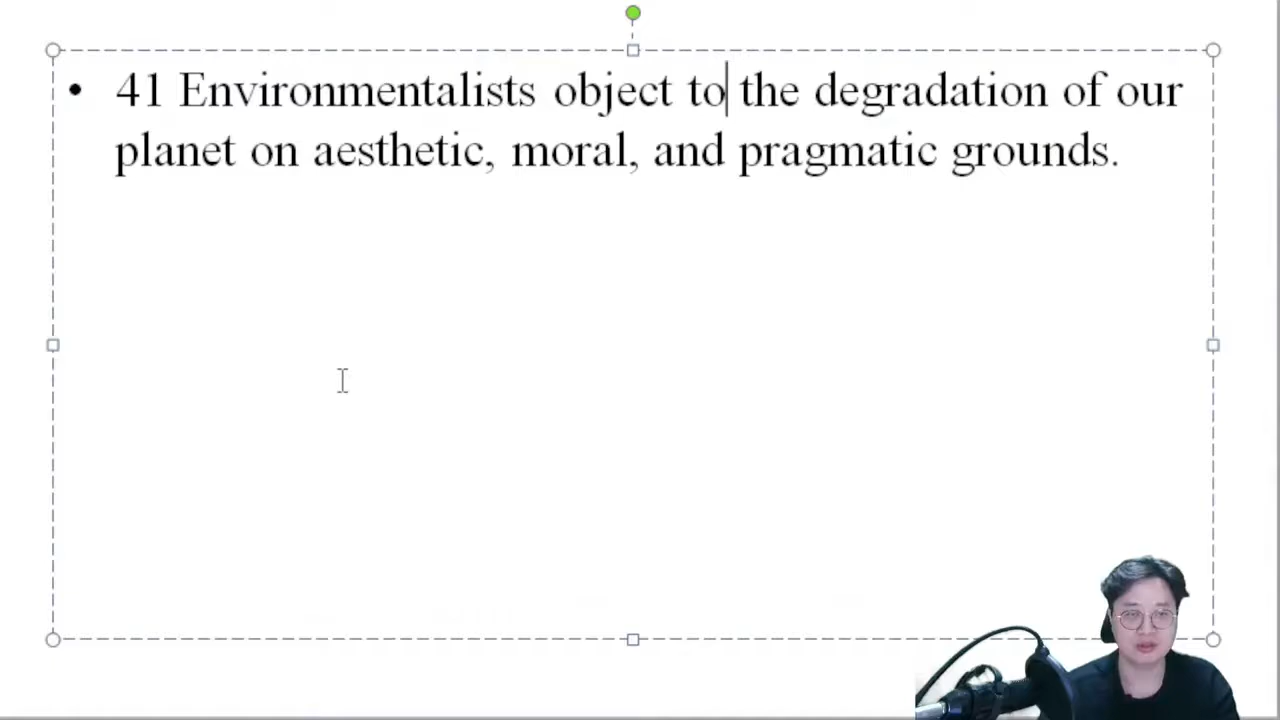 • 41 Environmentalists object to the degradation of our
planet on aesthetic, moral, and pragmatic grounds.